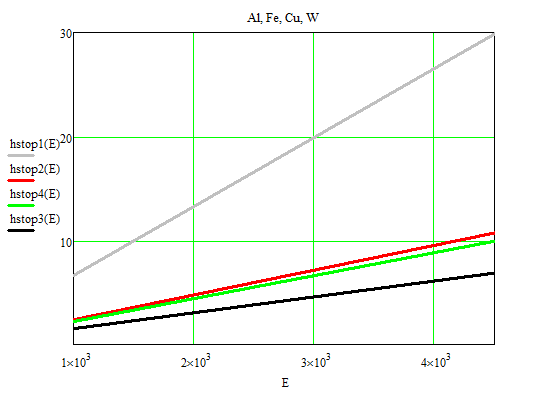 Al, Fe, Cu, W
30
hstop1(E)
20
hstop2(E)
hstop4(E)
hstop3(E)
10
1×10³
2×10³
3×10³
4×10³
E